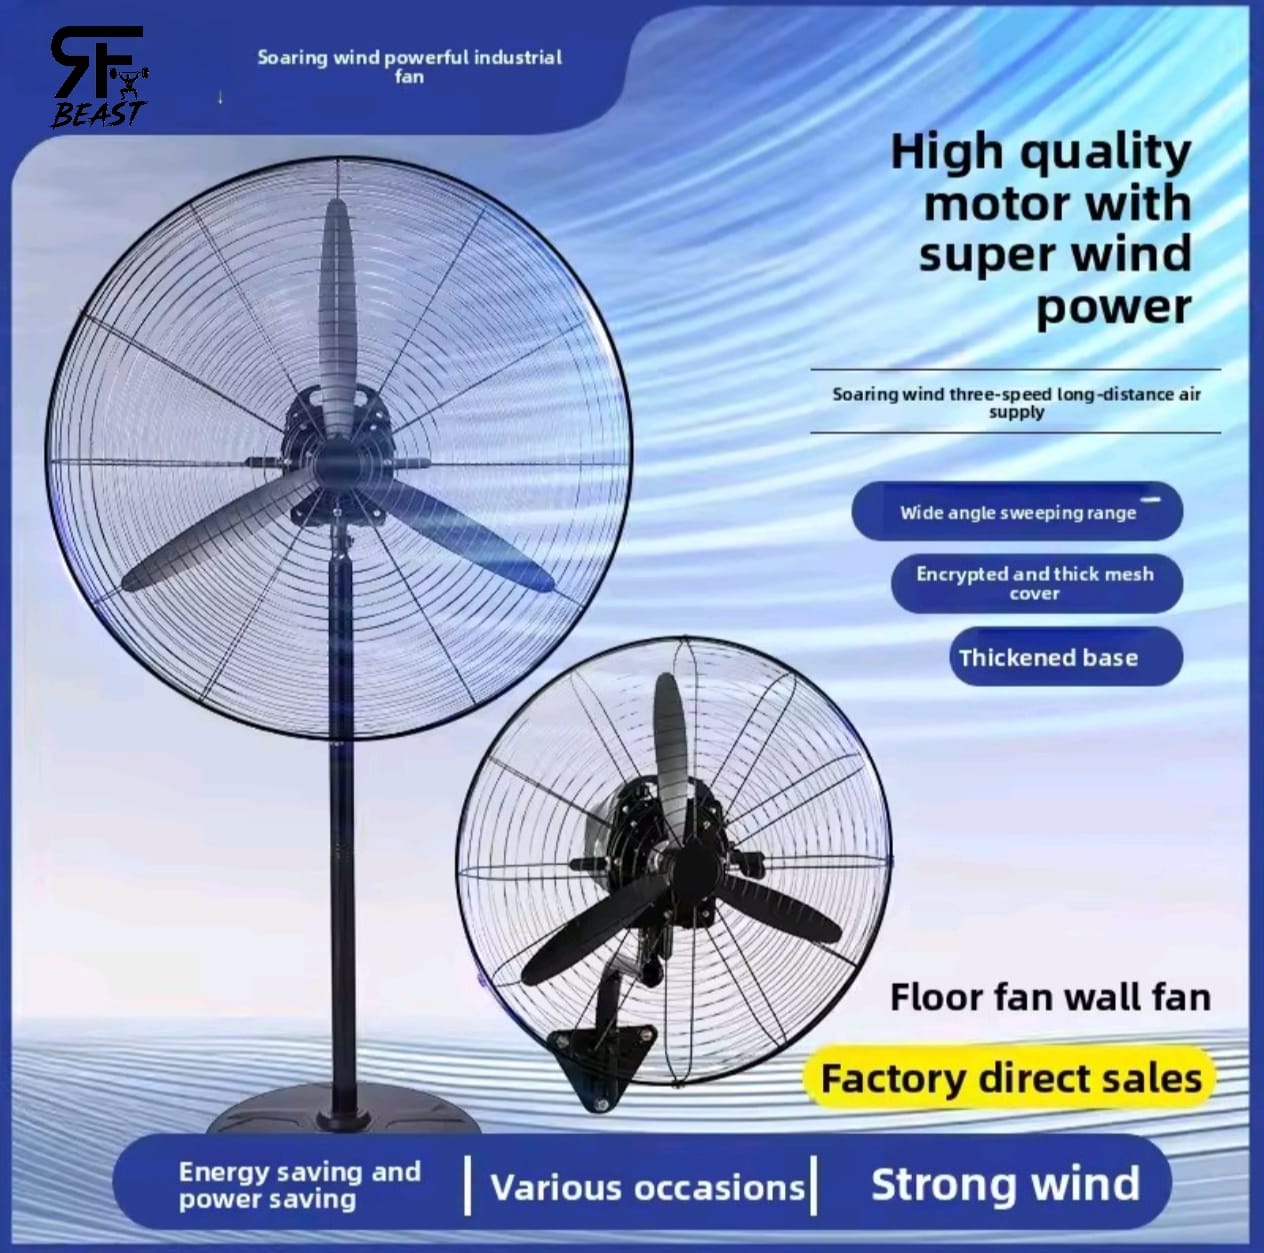 RF
BEAST
Soaring wind powerful industrial
fan
High quality
motor with
super wind
power
Soaring wind three-speed long-distance air
supply
Wide angle sweeping range
Encrypted and thick mesh
cover
Thickened base
Floor fan wall fan
Factory direct sales
Energy saving and
power saving
Various occasions
Strong wind